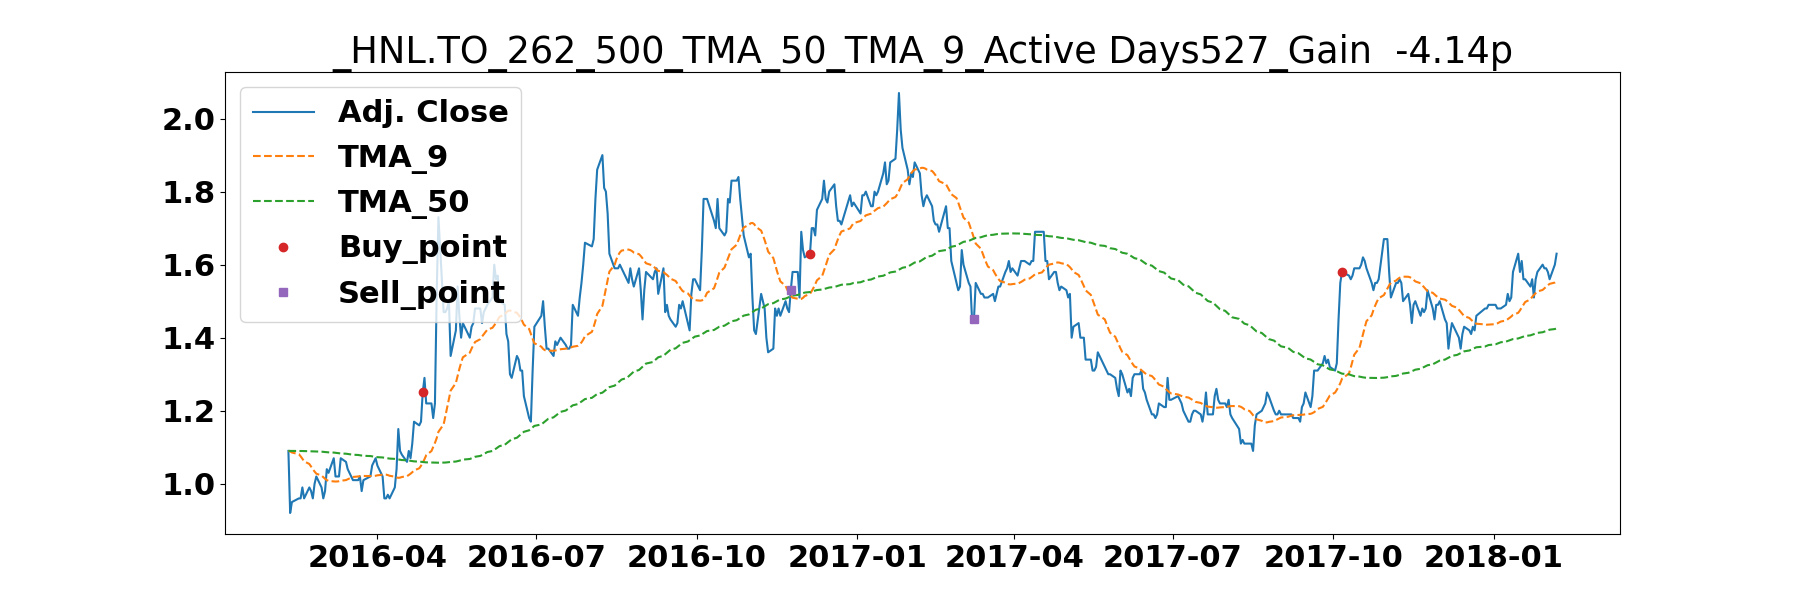 _HNL.TO_262_500_TMA_50_TMA_9_Active Days527_Gain  -4.14p
Adj. Close
TMA_9
TMA_50
Buy_point
Sell_point
2.0
1.8
1.6
1.4
1.2
1.0
2016-04 2016-07 2016-10 2017-01 2017-04 2017-07 2017-10 2018-01